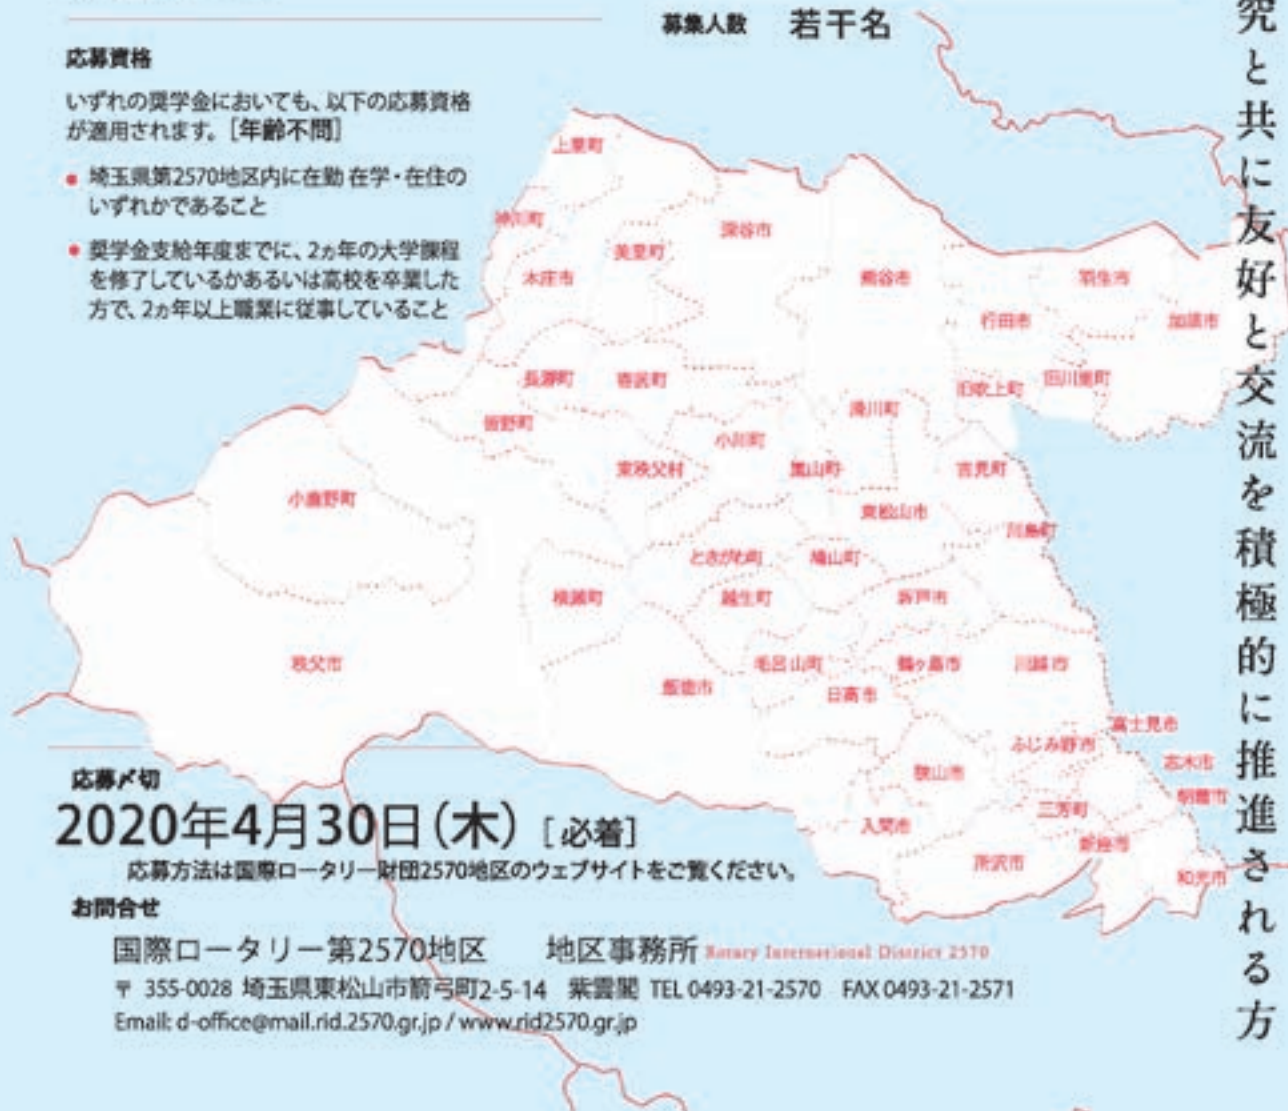 募集人数 若干名
究と共に友好と交流を積極的に推進される方
応募資格
いずれの奨学金においても、以下の応募資格
が適用されます。［年齢不問］
● 埼玉県第2570地区内に在勤 在学・在住の
いずれかであること
● 奨学金支給年度までに、2ヵ年の大学課程
を修了しているかあるいは高校を卒業した
方で、2ヵ年以上職業に従事していること
上里町
神川町
美里町
深谷市
本庄市
熊谷市
羽生市
行田市
加須市
長瀞町
寄居町
旧吹上町
旧川里町
皆野町
滑川町
小川町
東秩父村
嵐山町
吉見町
小鹿野町
東松山市
川島町
ときがわ町
鳩山町
横瀬町
越生町
坂戸市
秩父市
毛呂山町
鶴ヶ島市
川越市
飯能市
日高市
富士見市
ふじみ野市
志木市
狭山市
朝霞市
三芳町
入間市
新座市
所沢市
和光市
応募〆切
2020年4月30日（木）［必着］
応募方法は国際ロータリー財団2570地区のウェブサイトをご覧ください。
お問合せ
国際ロータリー第2570地区 地区事務所 Rotary International District 2570
〒 355-0028 埼玉県東松山市箭弓町2-5-14 紫雲閣 TEL 0493-21-2570 FAX 0493-21-2571
Email: d-office@mail.rid.2570.gr.jp / www.rid2570.gr.jp